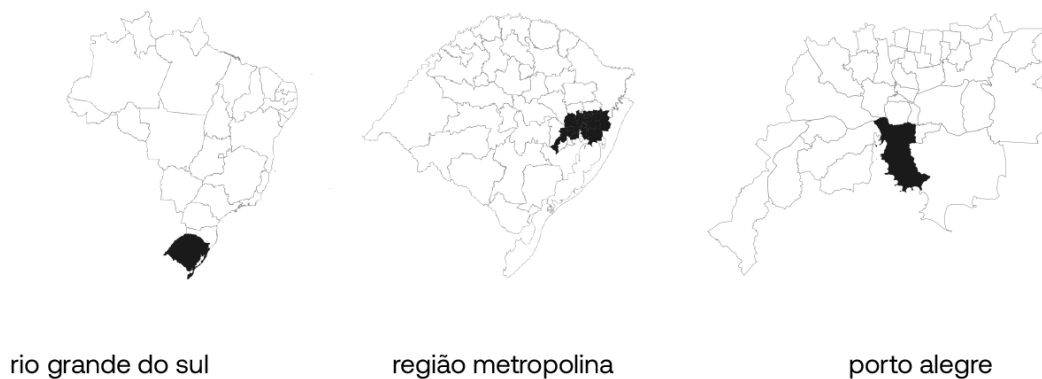 rio grande do sul
região metropolina
porto alegre